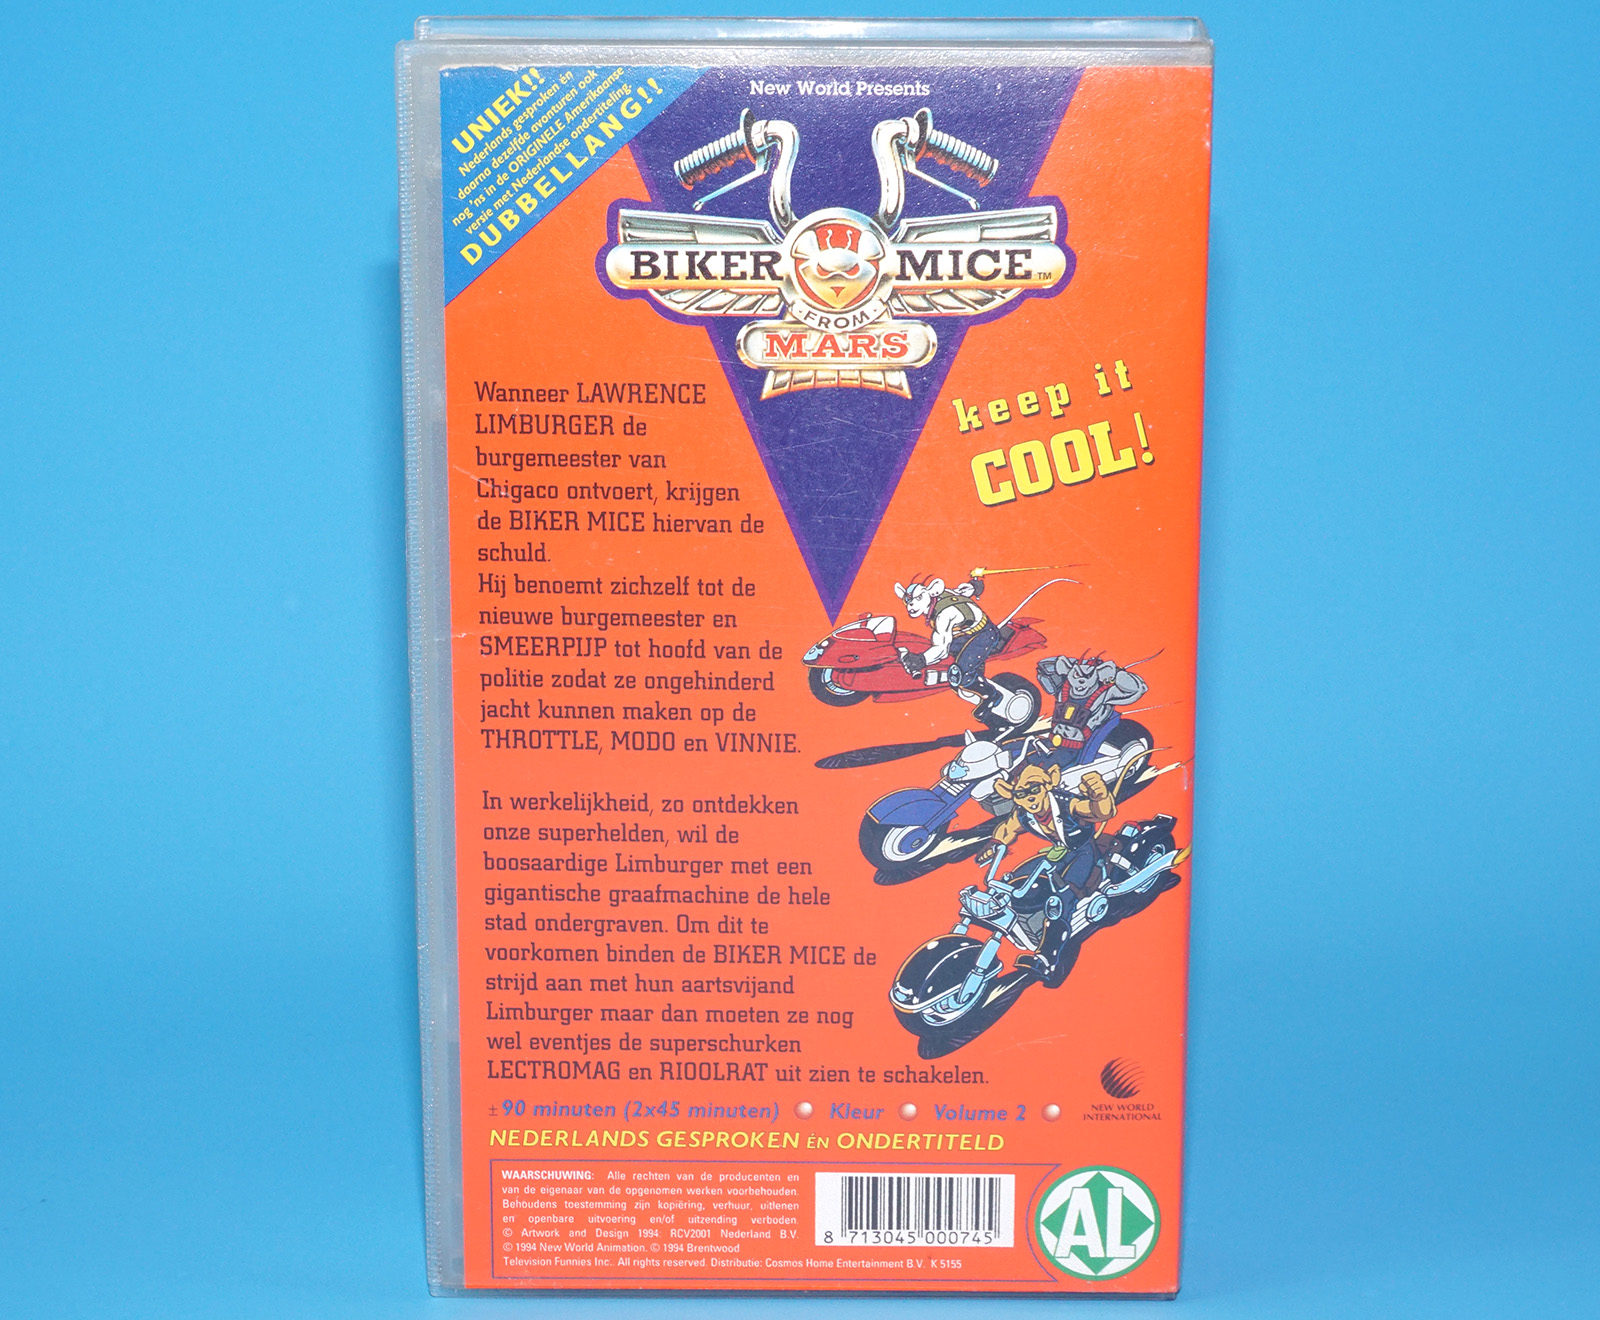 UNIEK!!
Nederlands gesproken én
daarna dezelfde avonturen ook
nog 'ns in de ORIGINELE Amerikaanse
versie met Nederlandse ondertiteling
DUBBELLANG!!
New World Presents
BIKER MICE TM
·FROM·
MARS
keep it
COOL!
Wanneer LAWRENCE
LIMBURGER de
burgemeester van
Chigaco ontvoert, krijgen
de BIKER MICE hiervan de
schuld.
Hij benoemt zichzelf tot de
nieuwe burgemeester en
SMEERPIJP tot hoofd van de
politie zodat ze ongehinderd
jacht kunnen maken op de
THROTTLE, MODO en VINNIE.
In werkelijkheid, zo ontdekken
onze superhelden, wil de
boosaardige Limburger met een
gigantische graafmachine de hele
stad ondergraven. Om dit te
voorkomen binden de BIKER MICE de
strijd aan met hun aartsvijand
Limburger maar dan moeten ze nog
wel eventjes de superschurken
LECTROMAG en RIOOLRAT uit zien te schakelen.
± 90 minuten (2x45 minuten) Kleur Volume 2
NEW WORLD
INTERNATIONAL
NEDERLANDS GESPROKEN ÉN ONDERTITELD
WAARSCHUWING: Alle rechten van de producenten en
van de eigenaar van de opgenomen werken voorbehouden.
Behoudens toestemming zijn kopiëring, verhuur, uitlenen
en openbare uitvoering en/of uitzending verboden.
© Artwork and Design 1994: RCV2001 Nederland B.V.
© 1994 New World Animation. © 1994 Brentwood
Television Funnies Inc. All rights reserved. Distributie: Cosmos Home Entertainment B.V. K 5155
8 713045 000745
AL